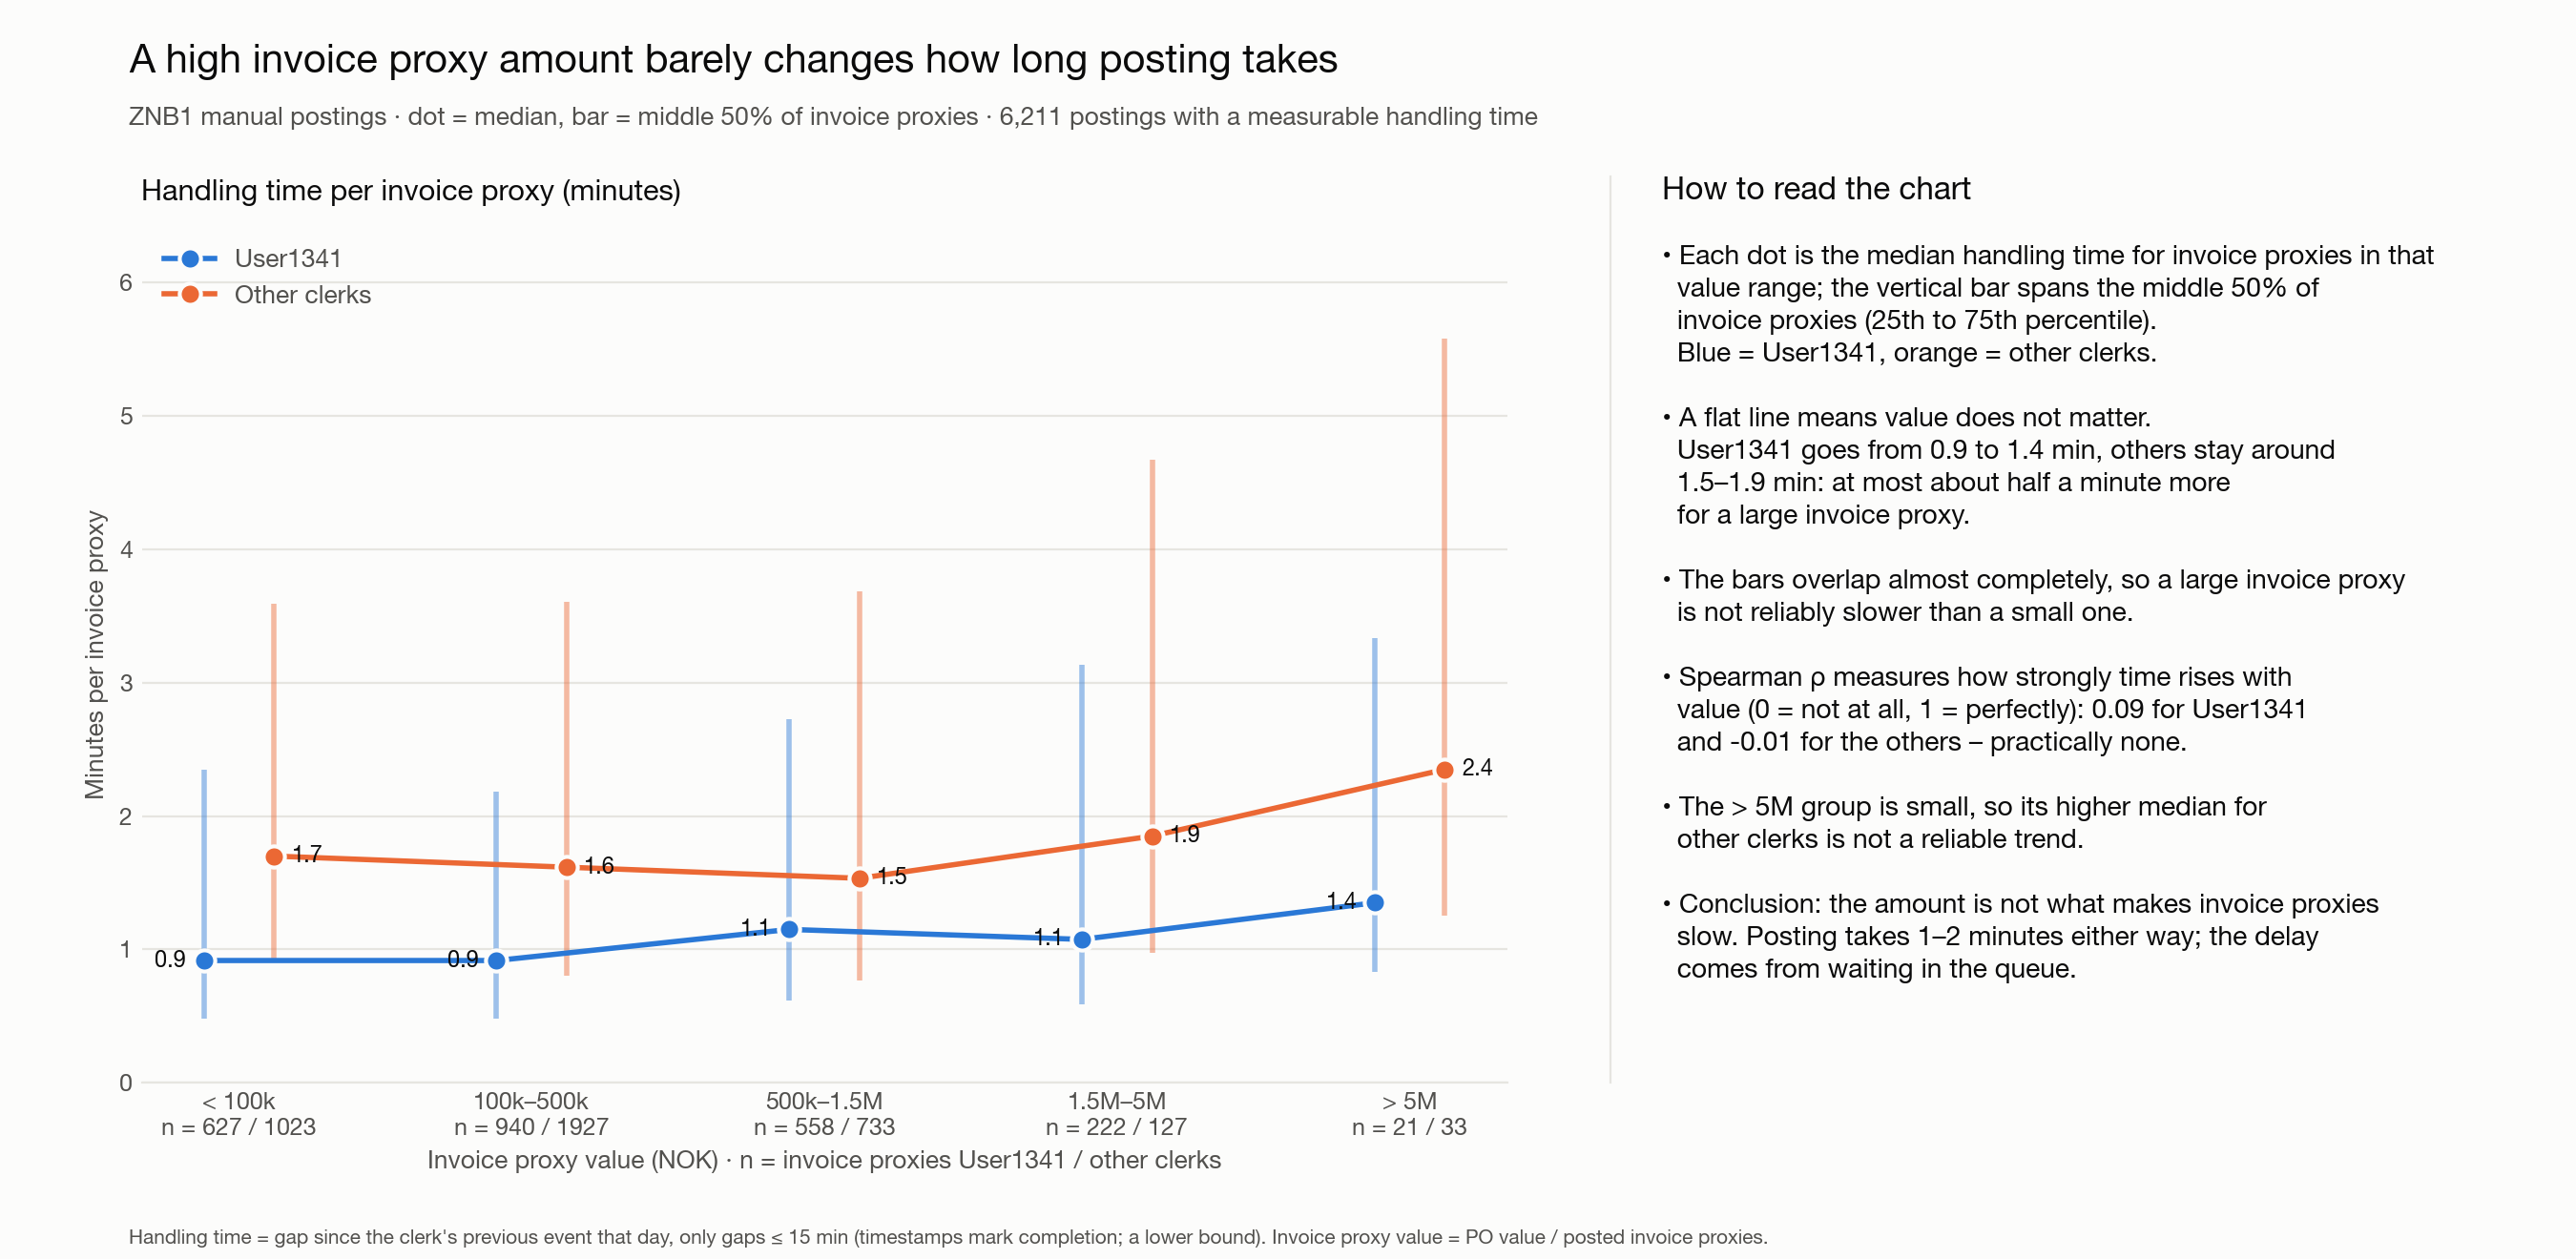 A high invoice proxy amount barely changes how long posting takes
ZNB1 manual postings · dot = median, bar = middle 50% of invoice proxies · 6,211 postings with a measurable handling time
Handling time per invoice proxy (minutes)
User1341
Other clerks
6
5
4
3
2
1
0
Minutes per invoice proxy
0.9
0.9
1.1
1.1
1.4
1.7
1.6
1.5
1.9
2.4
< 100k
n = 627 / 1023
100k–500k
n = 940 / 1927
500k–1.5M
n = 558 / 733
1.5M–5M
n = 222 / 127
> 5M
n = 21 / 33
Invoice proxy value (NOK) · n = invoice proxies User1341 / other clerks
How to read the chart
• Each dot is the median handling time for invoice proxies in that
value range; the vertical bar spans the middle 50% of
invoice proxies (25th to 75th percentile).
Blue = User1341, orange = other clerks.
• A flat line means value does not matter.
User1341 goes from 0.9 to 1.4 min, others stay around
1.5–1.9 min: at most about half a minute more
for a large invoice proxy.
• The bars overlap almost completely, so a large invoice proxy
is not reliably slower than a small one.
• Spearman ρ measures how strongly time rises with
value (0 = not at all, 1 = perfectly): 0.09 for User1341
and -0.01 for the others – practically none.
• The > 5M group is small, so its higher median for
other clerks is not a reliable trend.
• Conclusion: the amount is not what makes invoice proxies
slow. Posting takes 1–2 minutes either way; the delay
comes from waiting in the queue.
Handling time = gap since the clerk's previous event that day, only gaps ≤ 15 min (timestamps mark completion; a lower bound). Invoice proxy value = PO value / posted invoice proxies.